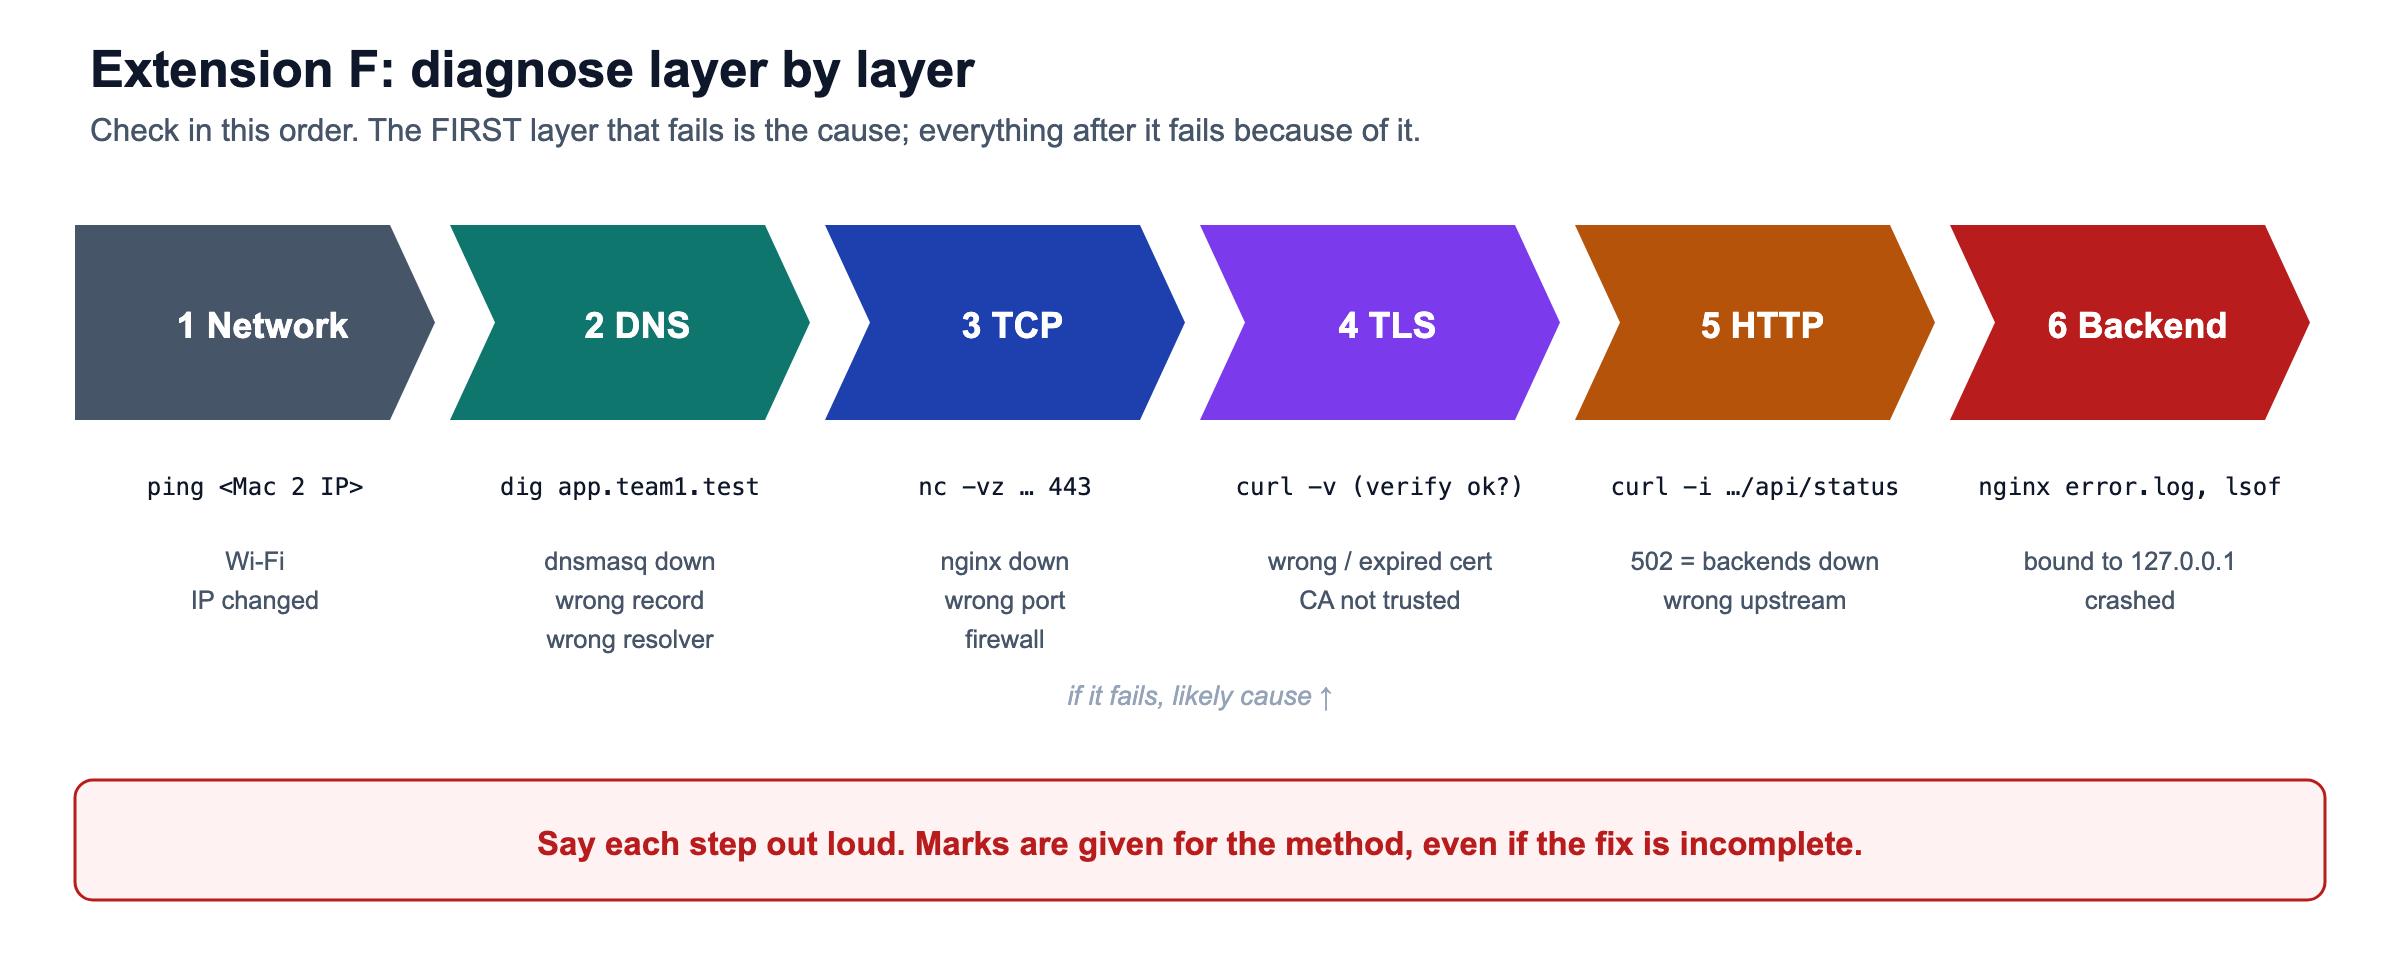 Extension F: diagnose layer by layer
Check in this order. The FIRST layer that fails is the cause; everything after it fails because of it.
1 Network
2 DNS
3 TCP
4 TLS
5 HTTP
6 Backend
ping <Mac 2 IP>
dig app.team1.test
nc -vz … 443
curl -v (verify ok?)
curl -i …/api/status
nginx error.log, lsof
Wi-Fi
IP changed
dnsmasq down
wrong record
wrong resolver
nginx down
wrong port
firewall
wrong / expired cert
CA not trusted
502 = backends down
wrong upstream
bound to 127.0.0.1
crashed
if it fails, likely cause ↑
Say each step out loud. Marks are given for the method, even if the fix is incomplete.